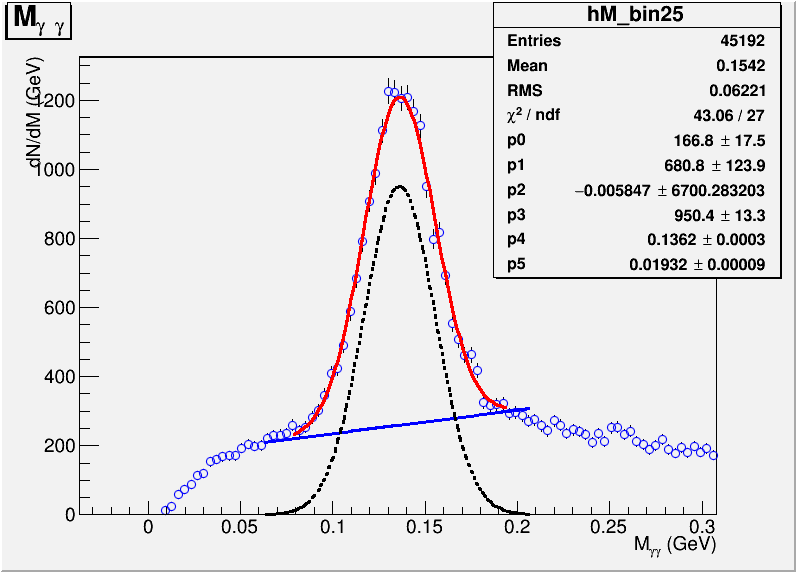 Mγ γ
hM_bin25
Entries 45192
Mean 0.1542
RMS 0.06221
χ² / ndf 43.06 / 27
p0 166.8 ± 17.5
p1 680.8 ± 123.9
p2 −0.005847 ± 6700.283203
p3 950.4 ± 13.3
p4 0.1362 ± 0.0003
p5 0.01932 ± 0.00009
dN/dM (GeV)
1200
1000
800
600
400
200
0
0 0.05 0.1 0.15 0.2 0.25 0.3
Mγγ (GeV)